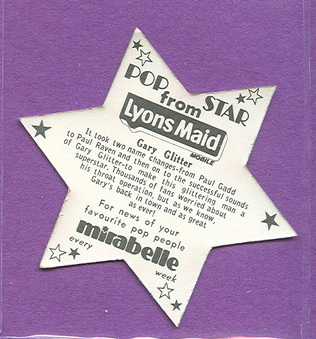 POP STAR
from
Lyons Maid
MOBILE
Gary Glitter
It took two name changes-from Paul Gadd
to Paul Raven and then on to the successful sounds
of Gary Glitter-to make this glittering man a
superstar. Thousands of fans worried about
his throat operation, but as we know,
Gary's back in town and as great
as ever!
For news of your
favourite pop people
mirabelle
every week